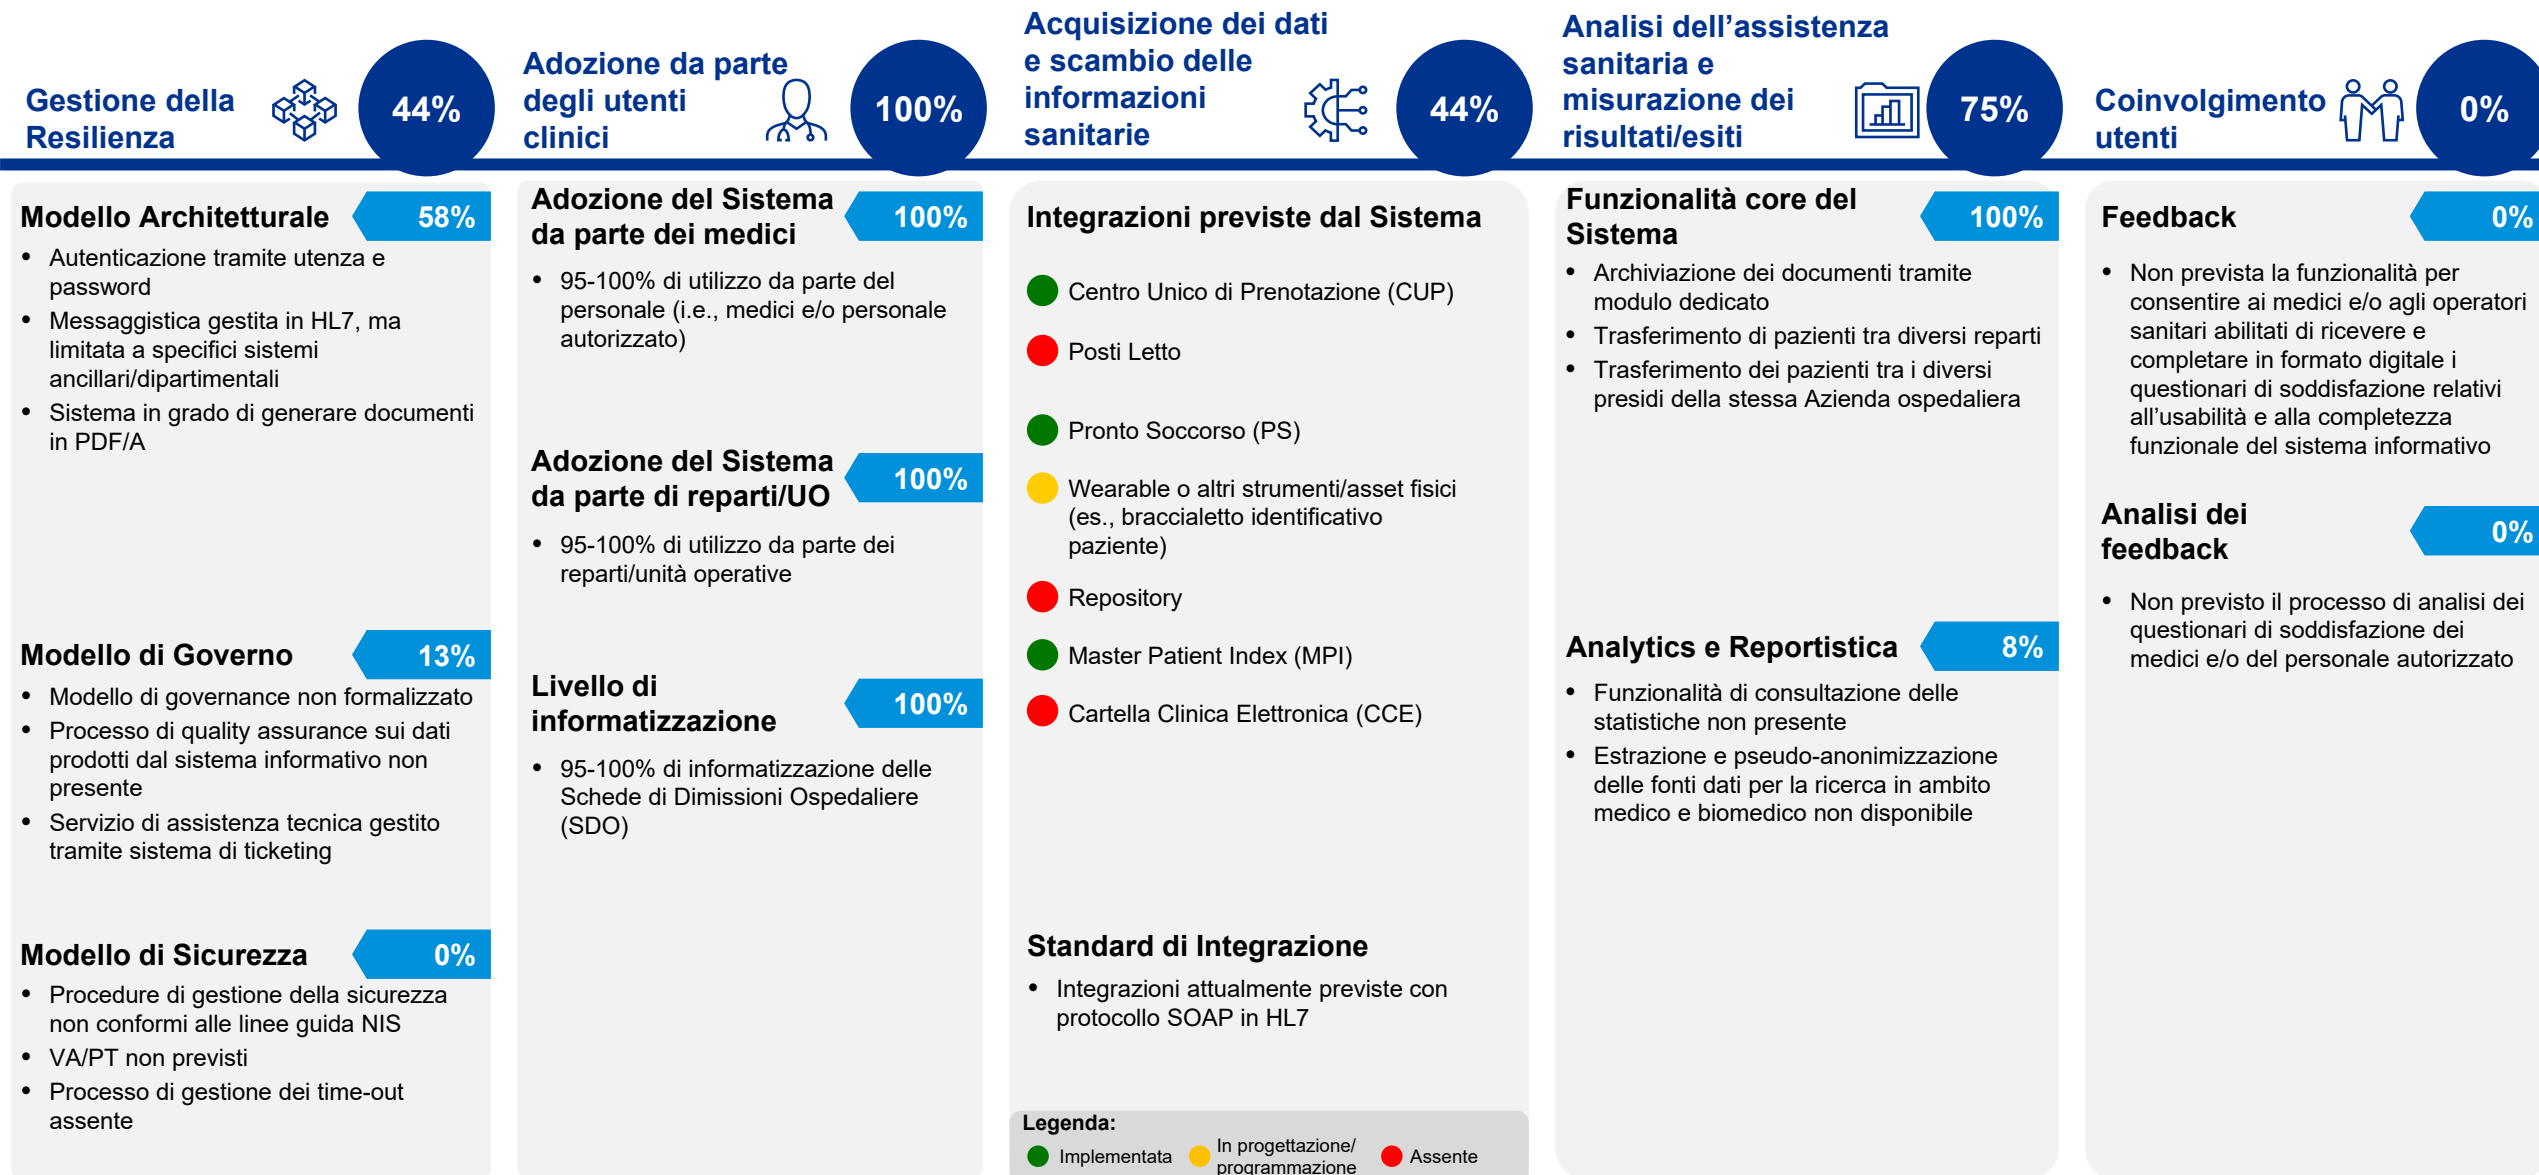 Gestione della
Resilienza
44%
Adozione da parte
degli utenti
clinici
100%
Acquisizione dei dati
e scambio delle
informazioni
sanitarie
44%
Analisi dell’assistenza
sanitaria e
misurazione dei
risultati/esiti
75%
Coinvolgimento
utenti
0%
Modello Architetturale
58%
• Autenticazione tramite utenza e
password
• Messaggistica gestita in HL7, ma
limitata a specifici sistemi
ancillari/dipartimentali
• Sistema in grado di generare documenti
in PDF/A
Modello di Governo
13%
• Modello di governance non formalizzato
• Processo di quality assurance sui dati
prodotti dal sistema informativo non
presente
• Servizio di assistenza tecnica gestito
tramite sistema di ticketing
Modello di Sicurezza
0%
• Procedure di gestione della sicurezza
non conformi alle linee guida NIS
• VA/PT non previsti
• Processo di gestione dei time-out
assente
Adozione del Sistema
da parte dei medici
100%
• 95-100% di utilizzo da parte del
personale (i.e., medici e/o personale
autorizzato)
Adozione del Sistema
da parte di reparti/UO
100%
• 95-100% di utilizzo da parte dei
reparti/unità operative
Livello di
informatizzazione
100%
• 95-100% di informatizzazione delle
Schede di Dimissioni Ospedaliere
(SDO)
Integrazioni previste dal Sistema
Centro Unico di Prenotazione (CUP)
Posti Letto
Pronto Soccorso (PS)
Wearable o altri strumenti/asset fisici
(es., braccialetto identificativo
paziente)
Repository
Master Patient Index (MPI)
Cartella Clinica Elettronica (CCE)
Standard di Integrazione
• Integrazioni attualmente previste con
protocollo SOAP in HL7
Legenda:
Implementata
In progettazione/
programmazione
Assente
Funzionalità core del
Sistema
100%
• Archiviazione dei documenti tramite
modulo dedicato
• Trasferimento di pazienti tra diversi reparti
• Trasferimento dei pazienti tra i diversi
presidi della stessa Azienda ospedaliera
Analytics e Reportistica
8%
• Funzionalità di consultazione delle
statistiche non presente
• Estrazione e pseudo-anonimizzazione
delle fonti dati per la ricerca in ambito
medico e biomedico non disponibile
Feedback
0%
• Non prevista la funzionalità per
consentire ai medici e/o agli operatori
sanitari abilitati di ricevere e
completare in formato digitale i
questionari di soddisfazione relativi
all’usabilità e alla completezza
funzionale del sistema informativo
Analisi dei
feedback
0%
• Non previsto il processo di analisi dei
questionari di soddisfazione dei
medici e/o del personale autorizzato